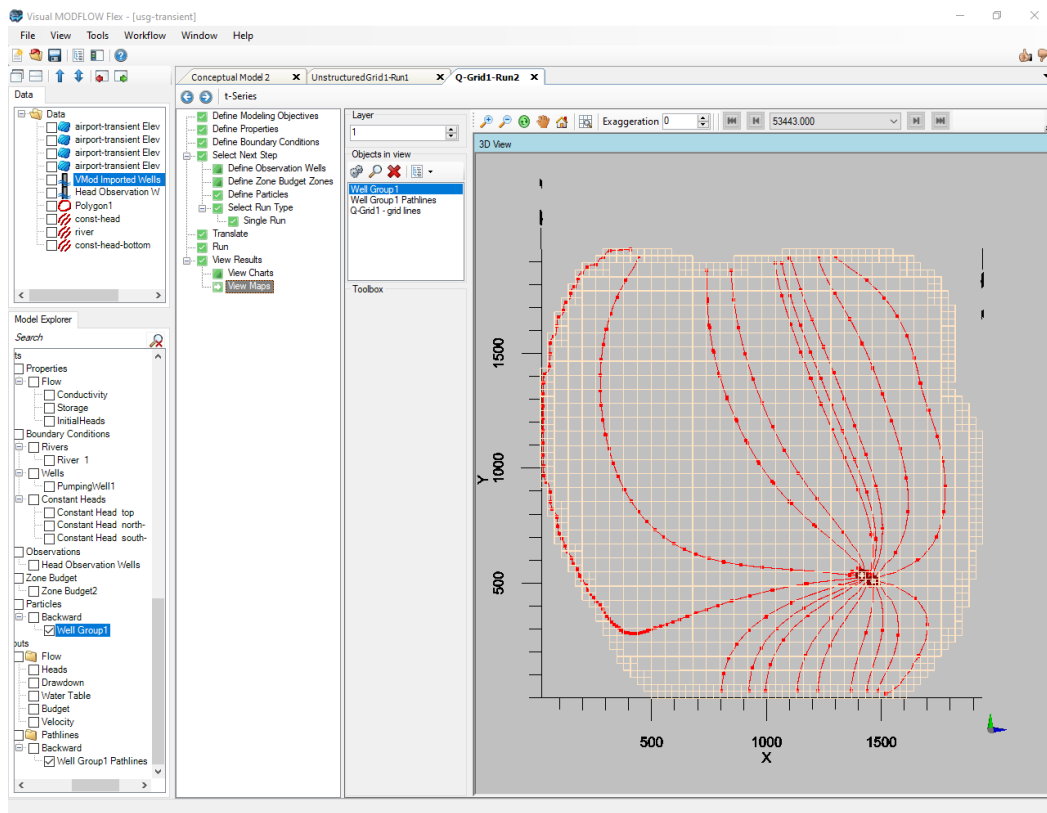 Visual MODFLOW Flex - [usg-transient]
File View Tools Workflow Window Help
Data
Data
airport-transient Elev
airport-transient Elev
airport-transient Elev
airport-transient Elev
VMod Imported Wells
Head Observation W
Polygon1
const-head
river
const-head-bottom
Model Explorer
Search
ts
Properties
Flow
Conductivity
Storage
InitialHeads
Boundary Conditions
Rivers
River 1
Wells
PumpingWell1
Constant Heads
Constant Head top
Constant Head north-
Constant Head south-
Observations
Head Observation Wells
Zone Budget
Zone Budget2
Particles
Backward
Well Group1
puts
Flow
Heads
Drawdown
Water Table
Budget
Velocity
Pathlines
Backward
Well Group1 Pathlines
Conceptual Model 2 UnstructuredGrid1-Run1 Q-Grid1-Run2
t-Series
Define Modeling Objectives
Define Properties
Define Boundary Conditions
Select Next Step
Define Observation Wells
Define Zone Budget Zones
Define Particles
Select Run Type
Single Run
Translate
Run
View Results
View Charts
View Maps
Layer
1
Objects in view
Well Group1
Well Group1 Pathlines
Q-Grid1 - grid lines
Toolbox
Exaggeration 0 53443.000
3D View
1500
1000
Y
500
500 1000 1500
X